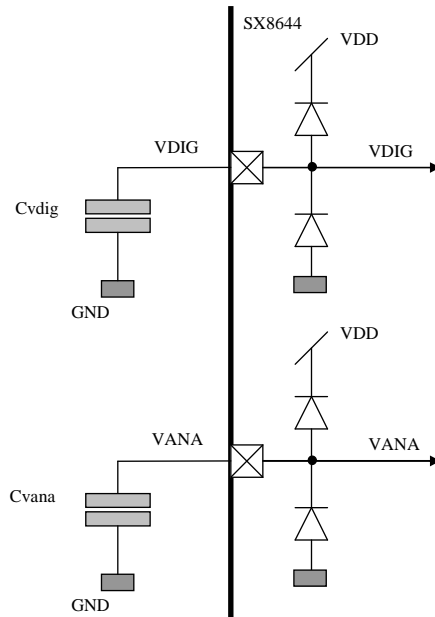 SX8644
VDD
VDIG
VDIG
Cvdig
GND
VDD
VANA
VANA
Cvana
GND